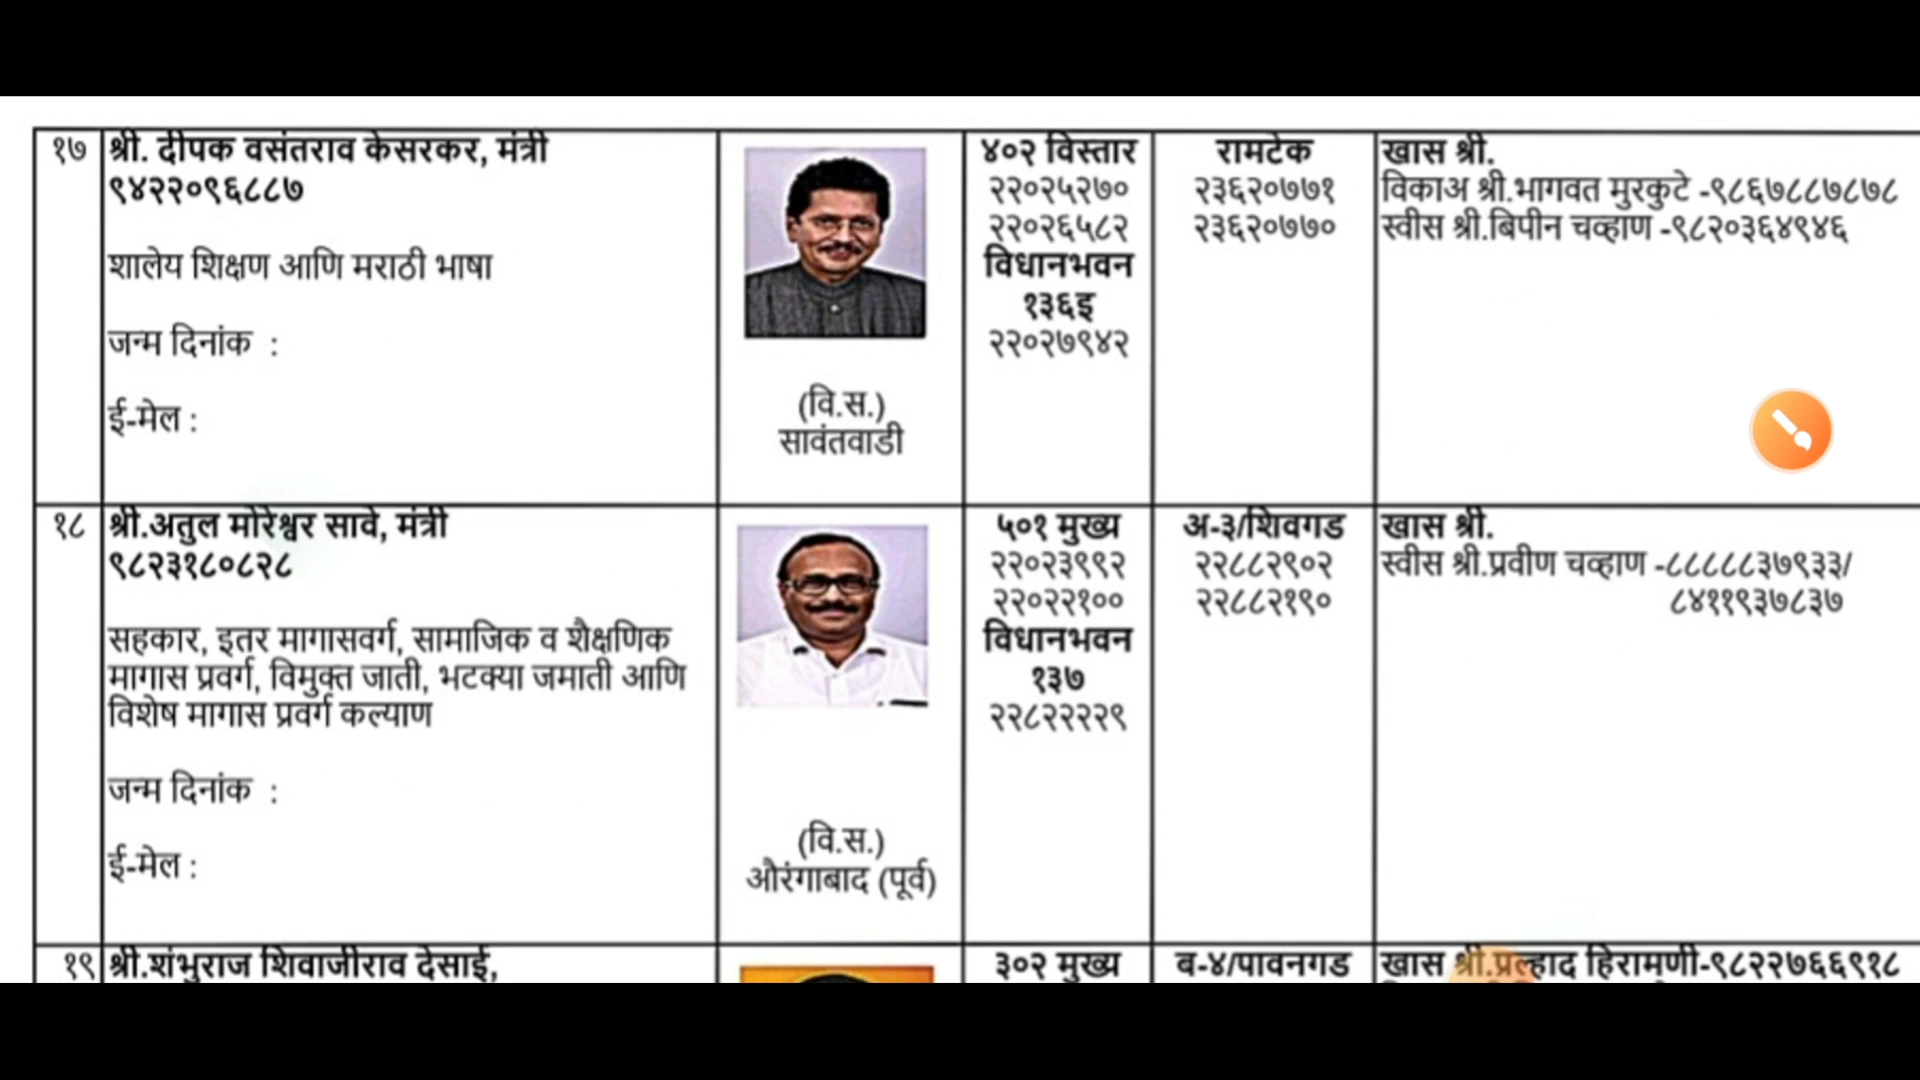 १७
श्री. दीपक वसंतराव केसरकर, मंत्री
९४२२०९६८८७
शालेय शिक्षण आणि मराठी भाषा
जन्म दिनांक :
ई-मेल :
(वि.स.)
सावंतवाडी
४०२ विस्तार
२२०२५२७०
२२०२६५८२
विधानभवन
१३६इ
२२०२७९४२
रामटेक
२३६२०७७१
२३६२०७७०
खास श्री.
विकाअ श्री.भागवत मुरकुटे -९८६७८८७८७८
स्वीस श्री.बिपीन चव्हाण -९८२०३६४९४६
१८
श्री.अतुल मोरेश्वर सावे, मंत्री
९८२३१८०८२८
सहकार, इतर मागासवर्ग, सामाजिक व शैक्षणिक
मागास प्रवर्ग, विमुक्त जाती, भटक्या जमाती आणि
विशेष मागास प्रवर्ग कल्याण
जन्म दिनांक :
ई-मेल :
(वि.स.)
औरंगाबाद (पूर्व)
५०१ मुख्य
२२०२३९९२
२२०२२१००
विधानभवन
१३७
२२८२२२२९
अ-३/शिवगड
२२८८२९०२
२२८८२१९०
खास श्री.
स्वीस श्री.प्रवीण चव्हाण -८८८८८३७९३३/
८४११९३७८३७
१९
श्री.शंभुराज शिवाजीराव देसाई,
३०२ मुख्य
ब-४/पावनगड
खास श्री.प्रल्हाद हिरामणी-९८२२७६६९१८